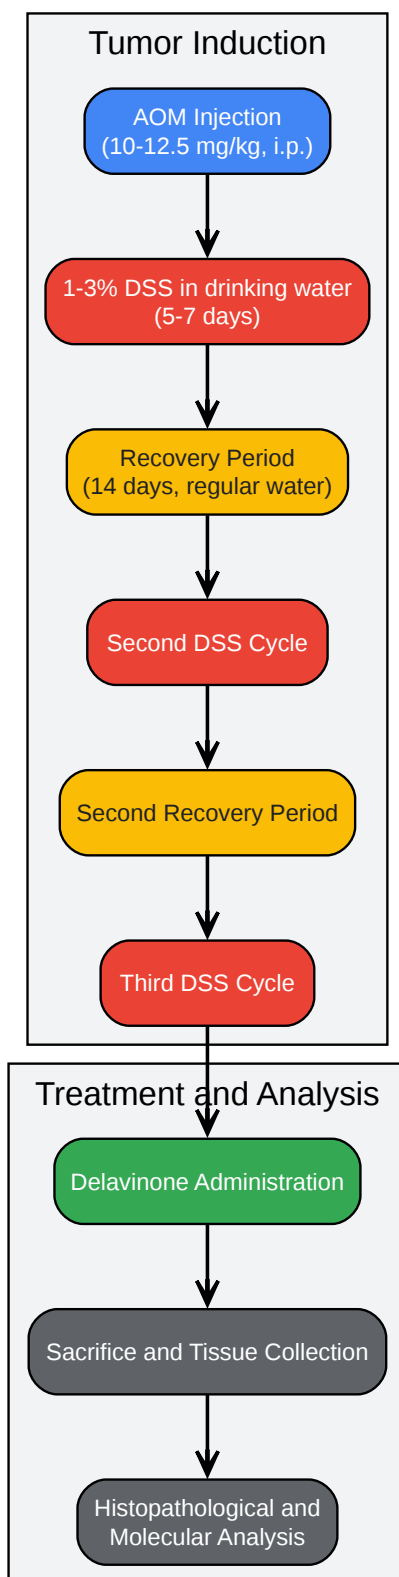 Tumor Induction
AOM Injection
(10-12.5 mg/kg, i.p.)
1-3% DSS in drinking water
(5-7 days)
Recovery Period
(14 days, regular water)
Second DSS Cycle
Second Recovery Period
Third DSS Cycle
Treatment and Analysis
Delavinone Administration
Sacrifice and Tissue Collection
Histopathological and
Molecular Analysis